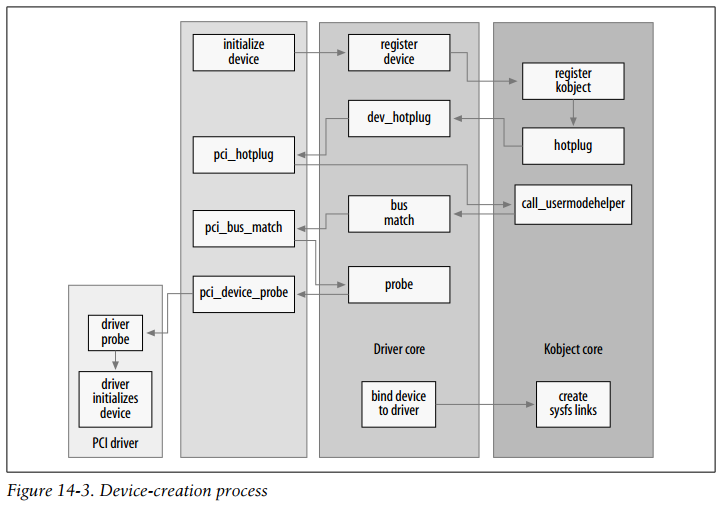 initialize
device
register
device
register
kobject
dev_hotplug
hotplug
pci_hotplug
call_usermodehelper
bus
match
pci_bus_match
probe
pci_device_probe
driver
probe
Driver core
Kobject core
driver
initializes
device
bind device
to driver
create
sysfs links
PCI driver
Figure 14-3. Device-creation process